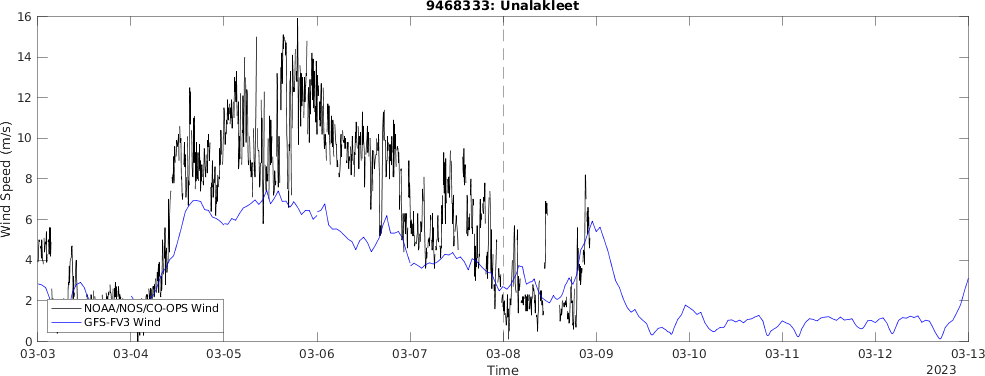 9468333: Unalakleet
16
14
12
10
8
6
4
2
0
Wind Speed (m/s)
NOAA/NOS/CO-OPS Wind
GFS-FV3 Wind
03-03 03-04 03-05 03-06 03-07 03-08 03-09 03-10 03-11 03-12 03-13
Time
2023